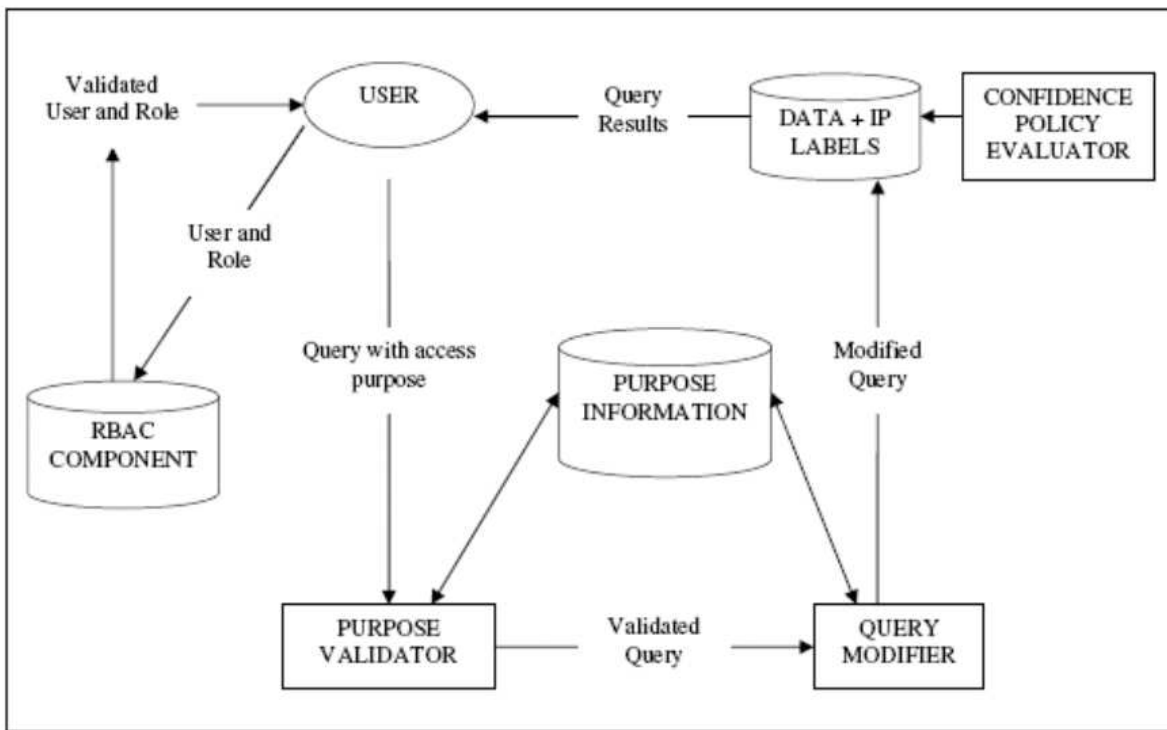 Validated
User and Role
USER
Query
Results
DATA + IP
LABELS
CONFIDENCE
POLICY
EVALUATOR
User and
Role
Query with access
purpose
PURPOSE
INFORMATION
Modified
Query
RBAC
COMPONENT
PURPOSE
VALIDATOR
Validated
Query
QUERY
MODIFIER